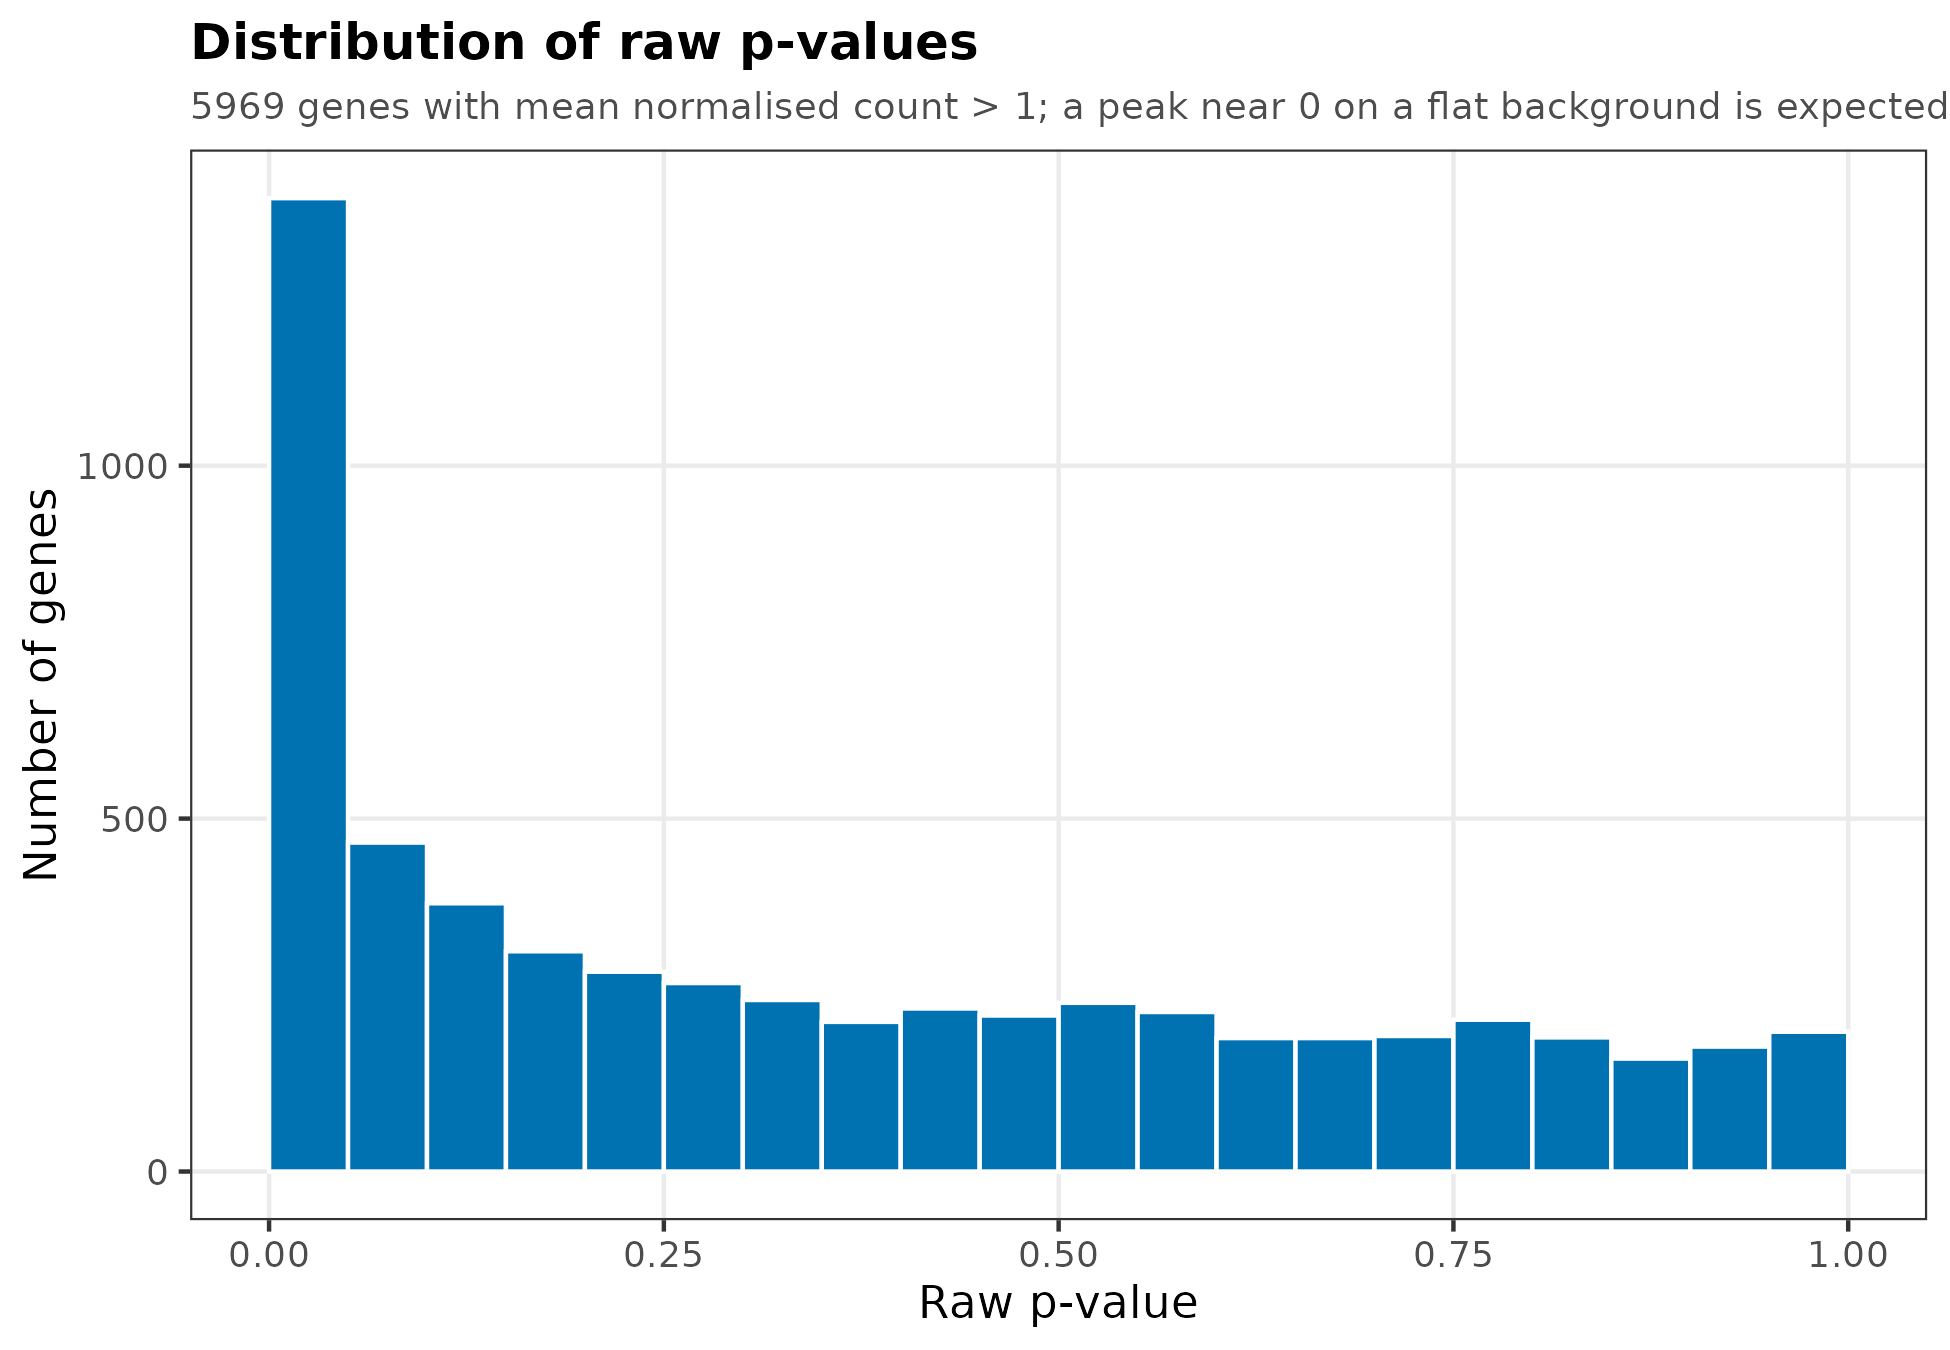 Distribution of raw p-values
5969 genes with mean normalised count > 1; a peak near 0 on a flat background is expected
Number of genes
1000
500
0
0.00
0.25
0.50
0.75
1.00
Raw p-value